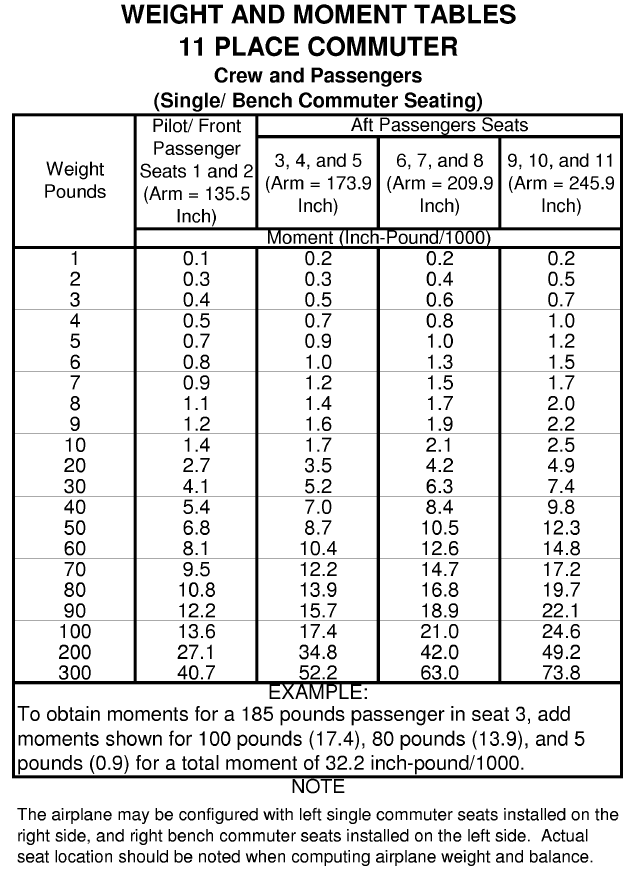 WEIGHT AND MOMENT TABLES
11 PLACE COMMUTER
Crew and Passengers
(Single/ Bench Commuter Seating)
Weight Pounds | Pilot/ Front Passenger Seats 1 and 2 (Arm = 135.5 Inch) | Aft Passengers Seats
3, 4, and 5 (Arm = 173.9 Inch) | 6, 7, and 8 (Arm = 209.9 Inch) | 9, 10, and 11 (Arm = 245.9 Inch)
Moment (Inch-Pound/1000)
1 0.1 0.2 0.2 0.2
2 0.3 0.3 0.4 0.5
3 0.4 0.5 0.6 0.7
4 0.5 0.7 0.8 1.0
5 0.7 0.9 1.0 1.2
6 0.8 1.0 1.3 1.5
7 0.9 1.2 1.5 1.7
8 1.1 1.4 1.7 2.0
9 1.2 1.6 1.9 2.2
10 1.4 1.7 2.1 2.5
20 2.7 3.5 4.2 4.9
30 4.1 5.2 6.3 7.4
40 5.4 7.0 8.4 9.8
50 6.8 8.7 10.5 12.3
60 8.1 10.4 12.6 14.8
70 9.5 12.2 14.7 17.2
80 10.8 13.9 16.8 19.7
90 12.2 15.7 18.9 22.1
100 13.6 17.4 21.0 24.6
200 27.1 34.8 42.0 49.2
300 40.7 52.2 63.0 73.8
EXAMPLE:
To obtain moments for a 185 pounds passenger in seat 3, add
moments shown for 100 pounds (17.4), 80 pounds (13.9), and 5
pounds (0.9) for a total moment of 32.2 inch-pound/1000.
NOTE
The airplane may be configured with left single commuter seats installed on the
right side, and right bench commuter seats installed on the left side.  Actual
seat location should be noted when computing airplane weight and balance.